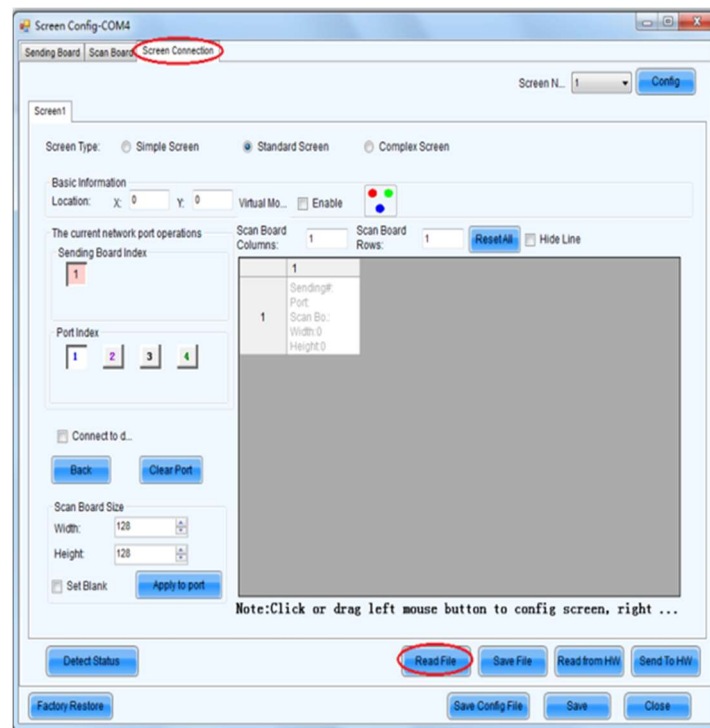 Screen Config-COM4
Sending Board Scan Board Screen Connection
Screen N... 1 Config
Screen1
Screen Type: Simple Screen Standard Screen Complex Screen
Basic Information
Location: X: 0 Y: 0 Virtual Mo... Enable
The current network port operations
Sending Board Index
1
Port Index
1 2 3 4
Connect to d...
Back Clear Port
Scan Board Size
Width: 128
Height: 128
Set Blank Apply to port
Scan Board Columns: 1 Scan Board Rows: 1 Reset All Hide Line
1
1
Sending#:
Port:
Scan Bo.:
Width:0
Height:0
Note:Click or drag left mouse button to config screen, right ...
Detect Status Read File Save File Read from HW Send To HW
Factory Restore Save Config File Save Close